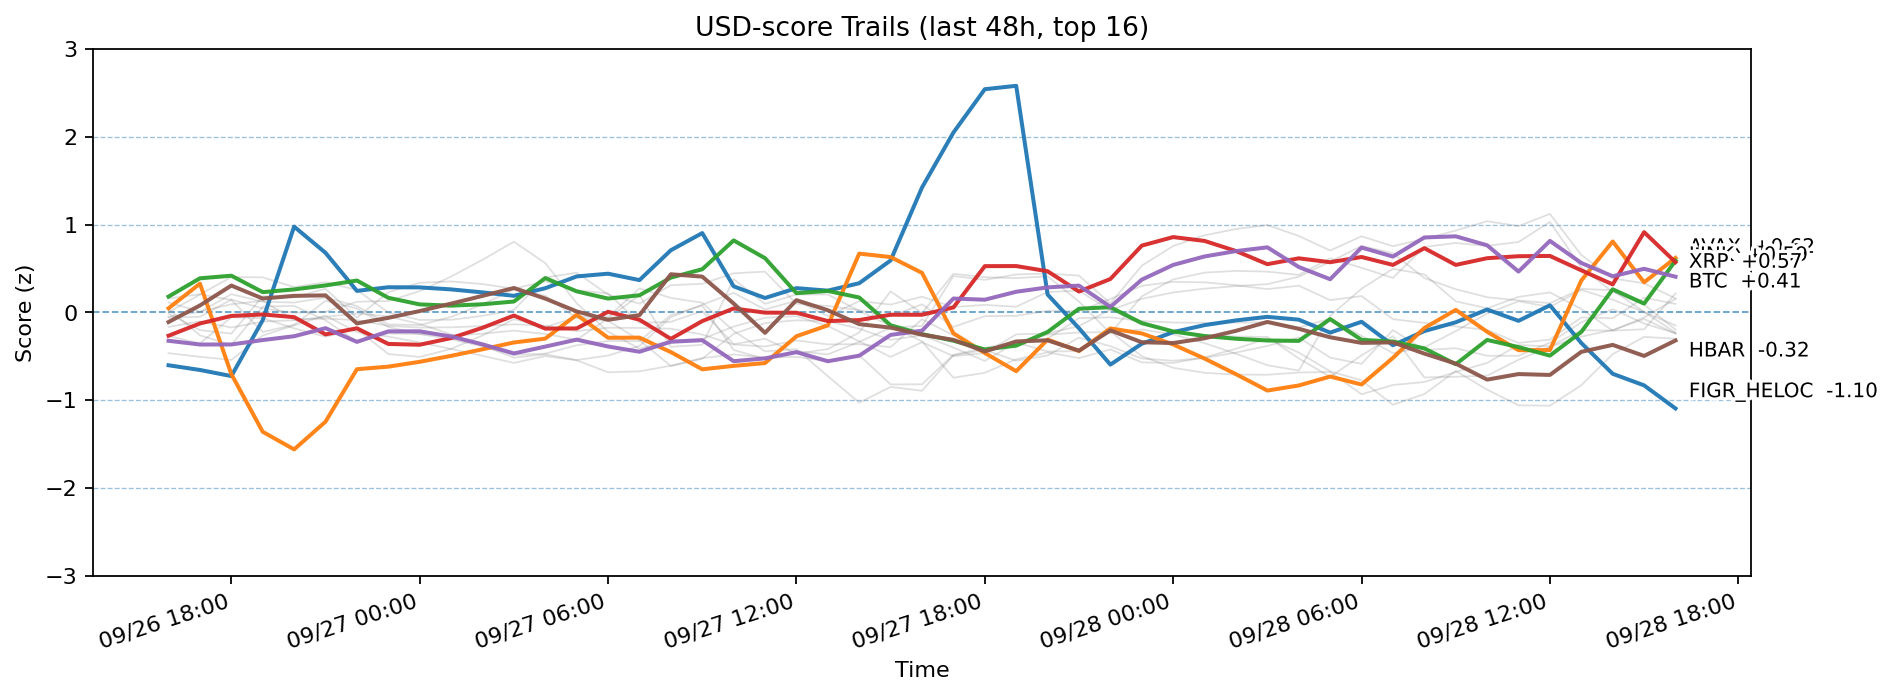 USD-score Trails (last 48h, top 16)
Score (z)
3
2
1
0
−1
−2
−3
XRP +0.57
BTC +0.41
HBAR -0.32
FIGR_HELOC -1.10
09/26 18:00
09/27 00:00
09/27 06:00
09/27 12:00
09/27 18:00
09/28 00:00
09/28 06:00
09/28 12:00
09/28 18:00
Time